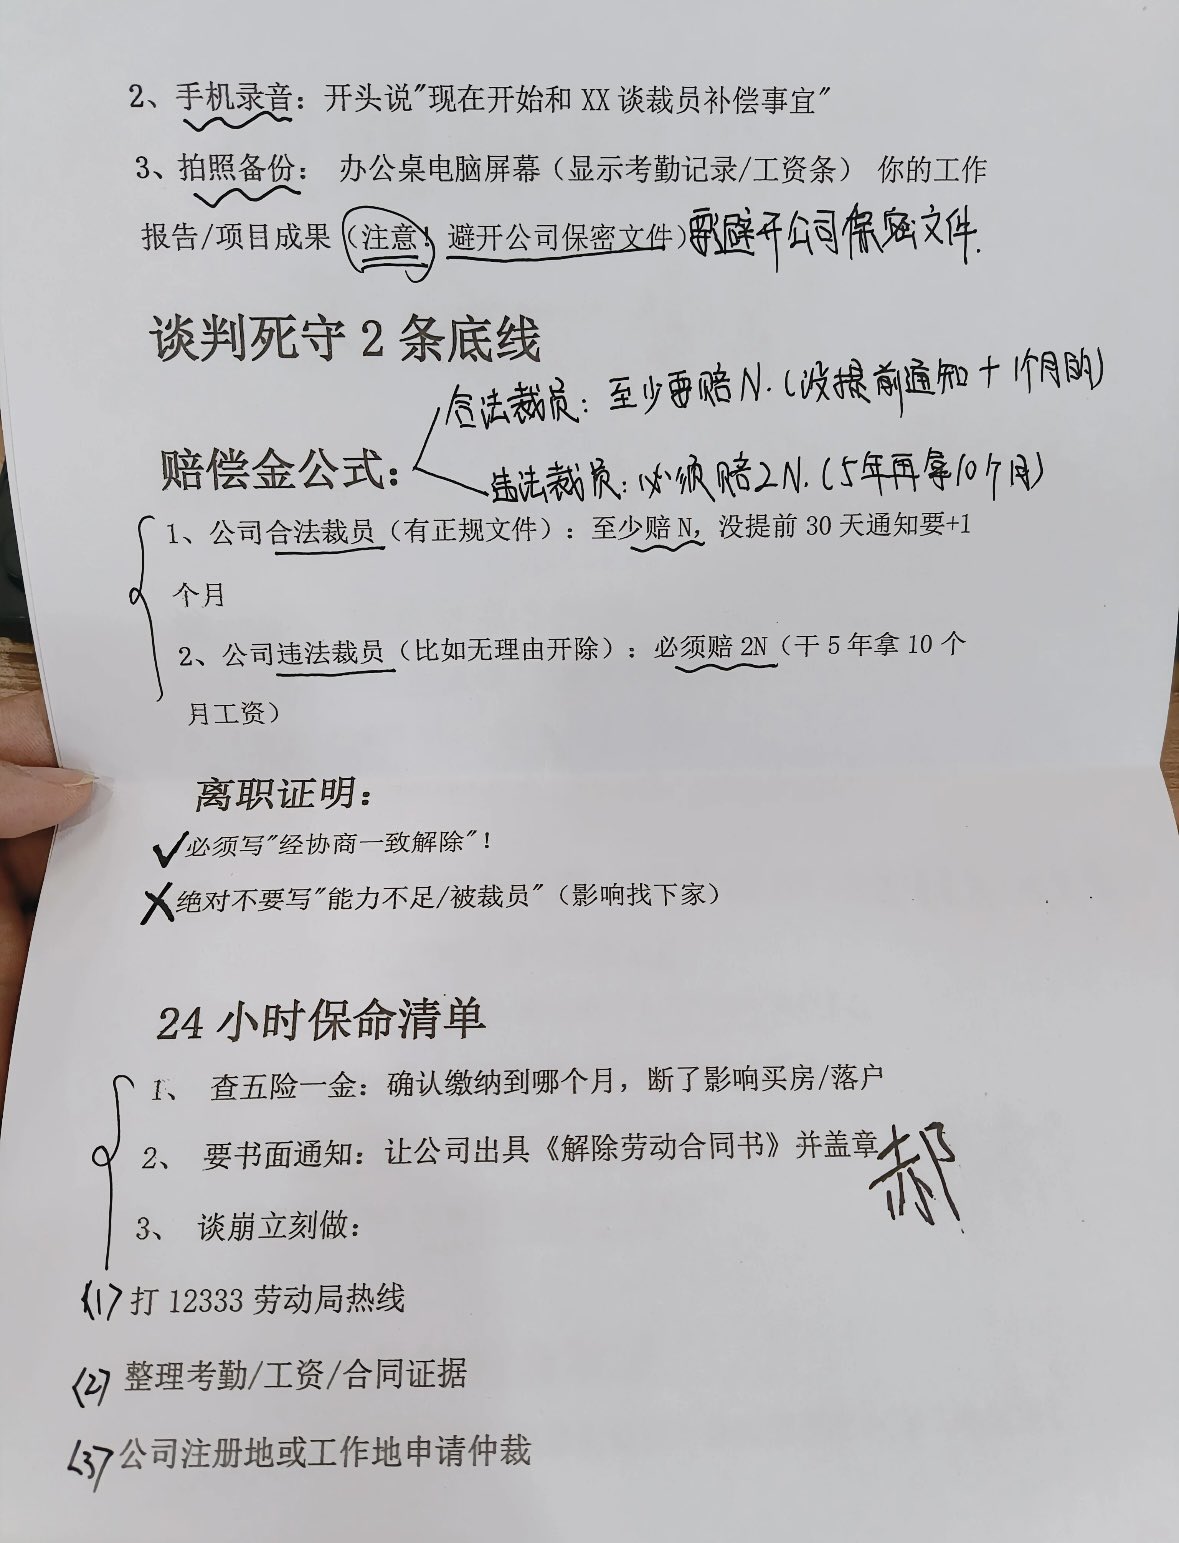 2、手机录音：开头说"现在开始和 XX 谈裁员补偿事宜"
3、拍照备份： 办公桌电脑屏幕（显示考勤记录/工资条） 你的工作
报告/项目成果（注意！避开公司保密文件）要避开公司保密文件.
谈判死守 2 条底线
合法裁员：至少要赔N.（没提前通知+1个月的）
赔偿金公式：
违法裁员：必须赔2N.（5年再拿10个月）
1、公司合法裁员（有正规文件）：至少赔 N，没提前 30 天通知要+1
个月
2、公司违法裁员（比如无理由开除）：必须赔 2N（干 5 年拿 10 个
月工资）
离职证明：
✓必须写"经协商一致解除"！
✗绝对不要写"能力不足/被裁员"（影响找下家）
24 小时保命清单
1、 查五险一金：确认缴纳到哪个月，断了影响买房/落户
2、 要书面通知：让公司出具《解除劳动合同书》并盖章
郝
3、 谈崩立刻做：
(1) 打 12333 劳动局热线
(2) 整理考勤/工资/合同证据
(3) 公司注册地或工作地申请仲裁